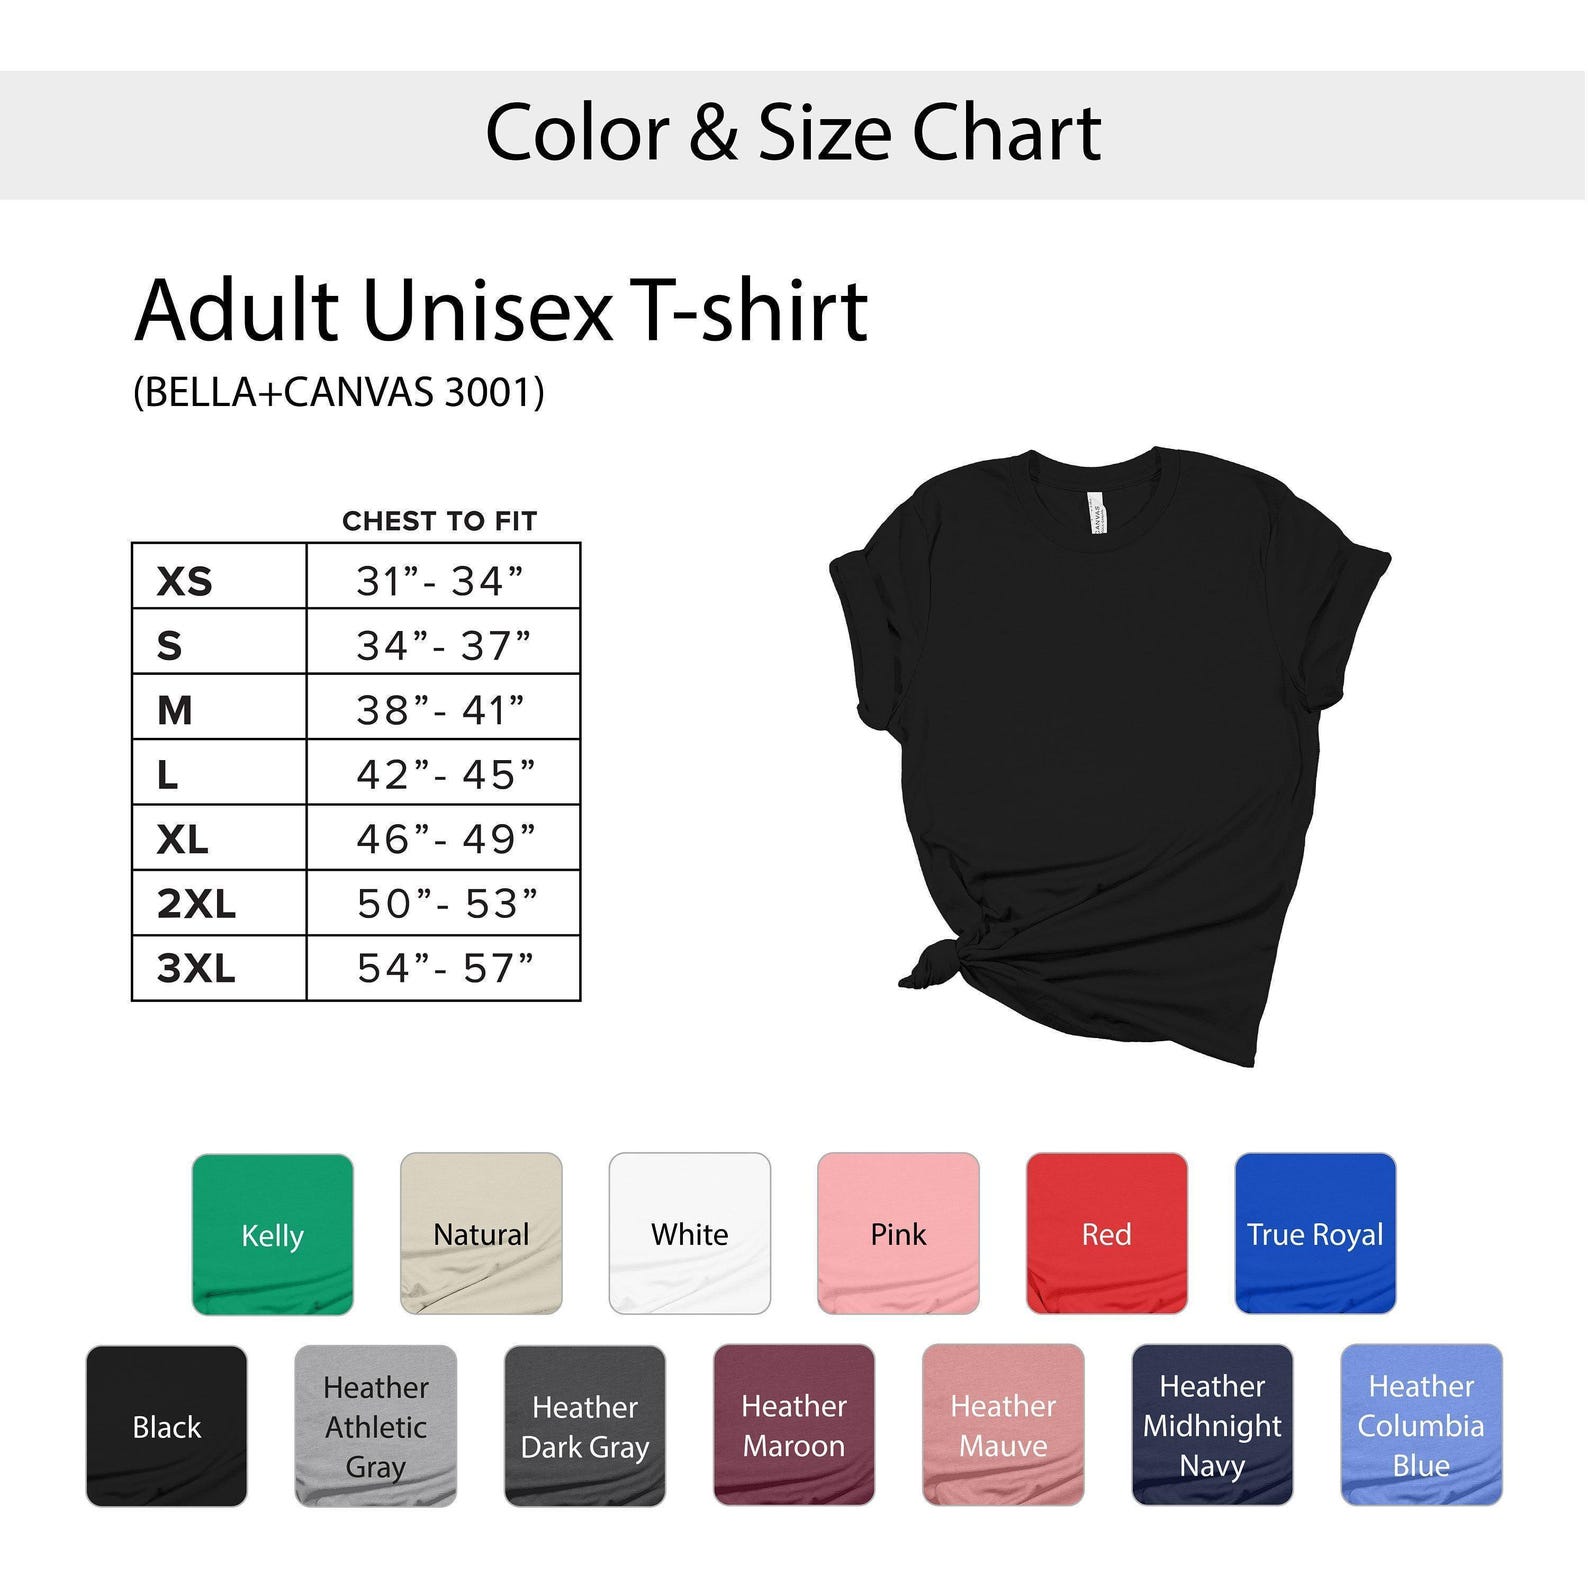 Color & Size Chart
Adult Unisex T-shirt
(BELLA+CANVAS 3001)
CHEST TO FIT
XS 31”- 34”
S 34”- 37”
M 38”- 41”
L 42”- 45”
XL 46”- 49”
2XL 50”- 53”
3XL 54”- 57”
CANVAS
Kelly
Natural
White
Pink
Red
True Royal
Black
Heather
Athletic
Gray
Heather
Dark Gray
Heather
Maroon
Heather
Mauve
Heather
Midhnight
Navy
Heather
Columbia
Blue